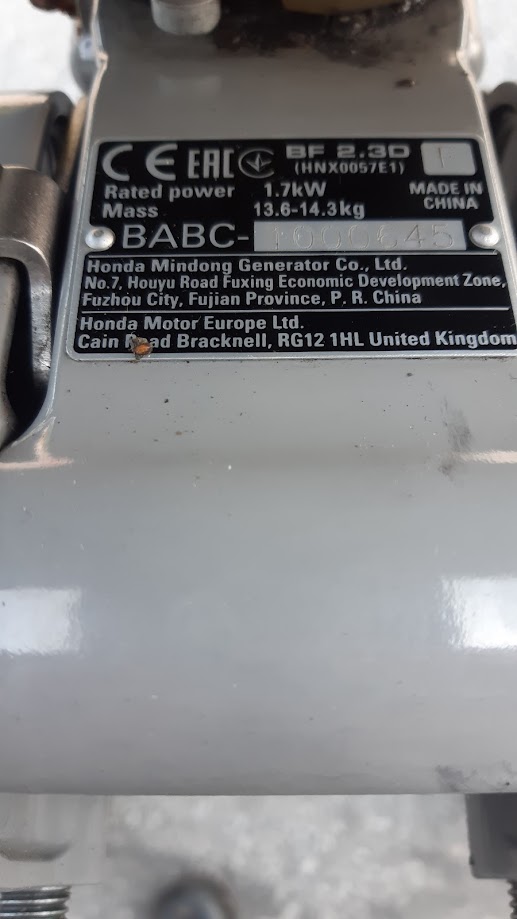 CE EAC BF 2.3D
(HNX0057E1)
Rated power 1.7kW MADE IN
Mass 13.6-14.3kg CHINA
BABC-1600645
Honda Mindong Generator Co., Ltd.
No.7, Houyu Road Fuxing Economic Development Zone,
Fuzhou City, Fujian Province, P. R. China
Honda Motor Europe Ltd.
Cain Road Bracknell, RG12 1HL United Kingdom